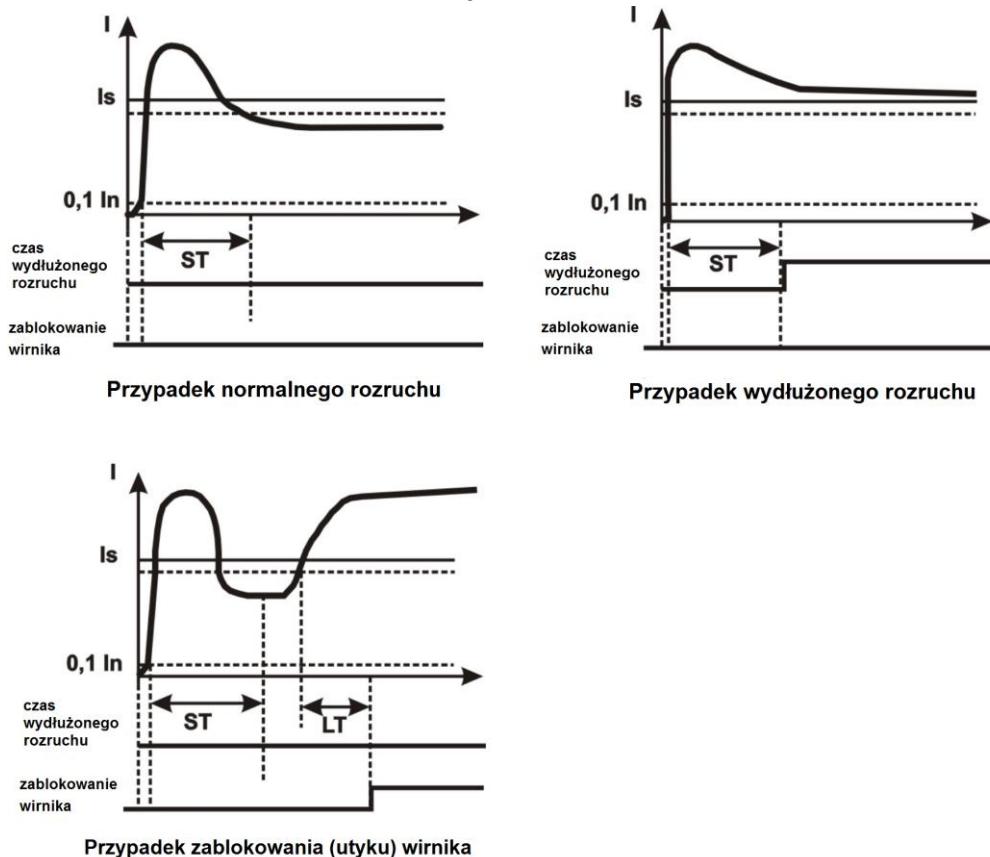 I
Is
0,1 In
ST
czas
wydłużonego
rozruchu
zablokowanie
wirnika
Przypadek normalnego rozruchu
I
Is
0,1 In
ST
czas
wydłużonego
rozruchu
zablokowanie
wirnika
Przypadek wydłużonego rozruchu
I
Is
0,1 In
ST
LT
czas
wydłużonego
rozruchu
zablokowanie
wirnika
Przypadek zablokowania (utyku) wirnika